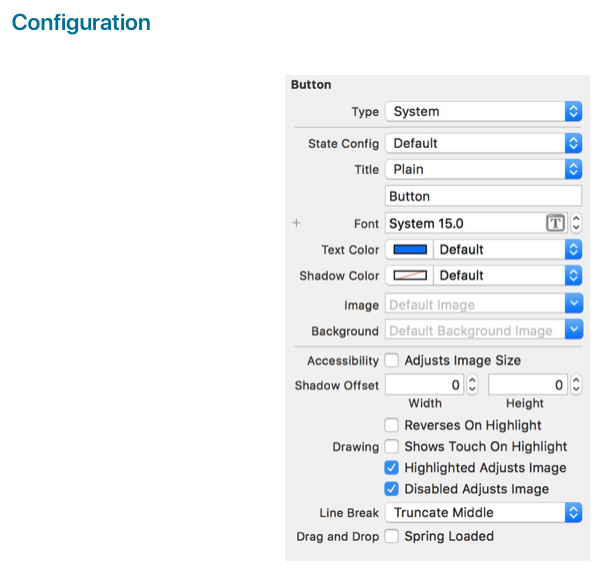 Configuration
Button
Type System
State Config Default
Title Plain
Button
+ Font System 15.0 T
Text Color Default
Shadow Color Default
Image Default Image
Background Default Background Image
Accessibility Adjusts Image Size
Shadow Offset 0 0
Width Height
Reverses On Highlight
Drawing Shows Touch On Highlight
Highlighted Adjusts Image
Disabled Adjusts Image
Line Break Truncate Middle
Drag and Drop Spring Loaded